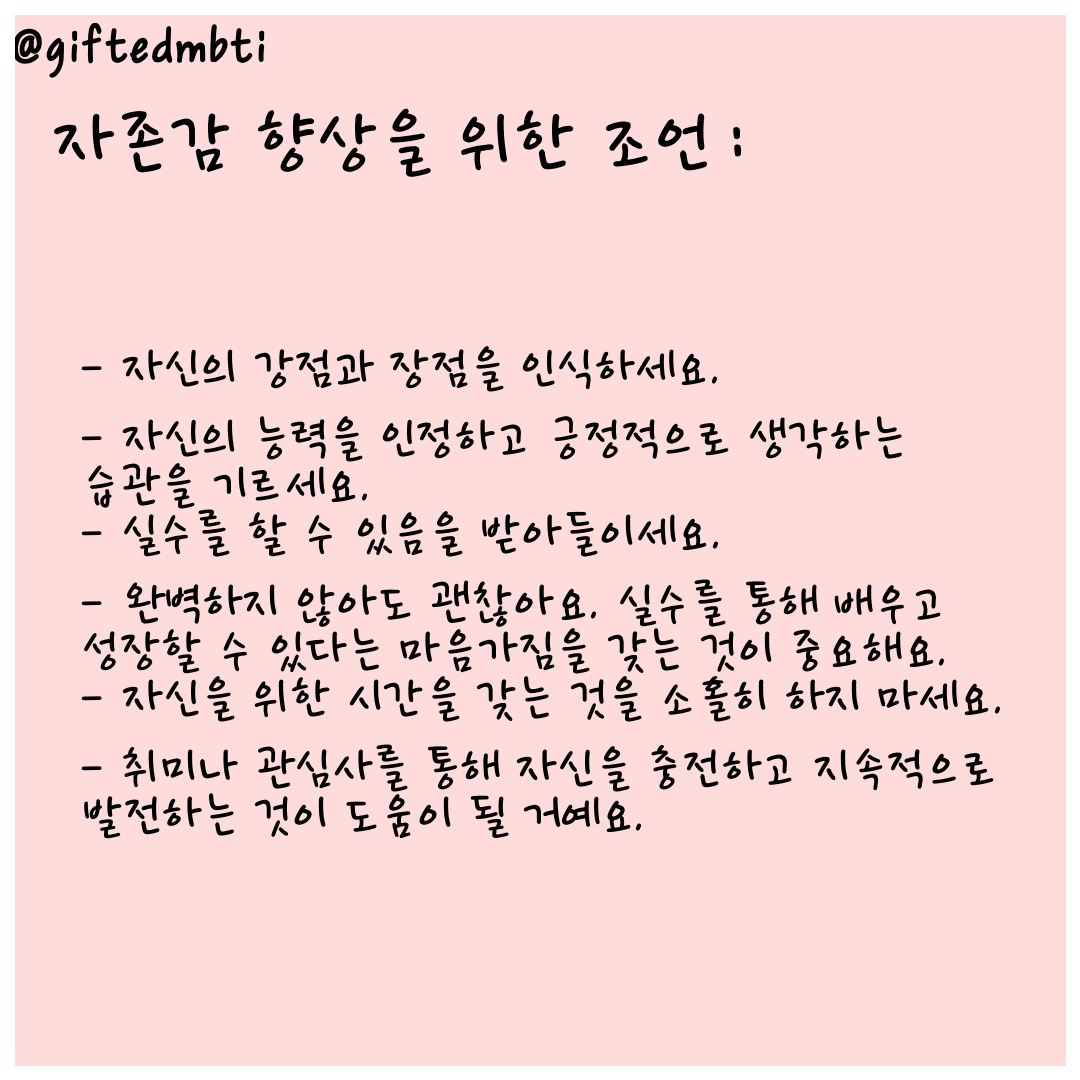 @giftedmbti
자존감 향상을 위한 조언:
- 자신의 강점과 장점을 인식하세요.
- 자신의 능력을 인정하고 긍정적으로 생각하는
습관을 기르세요.
- 실수를 할 수 있음을 받아들이세요.
- 완벽하지 않아도 괜찮아요. 실수를 통해 배우고
성장할 수 있다는 마음가짐을 갖는 것이 중요해요.
- 자신을 위한 시간을 갖는 것을 소홀히 하지 마세요.
- 취미나 관심사를 통해 자신을 충전하고 지속적으로
발전하는 것이 도움이 될 거예요.